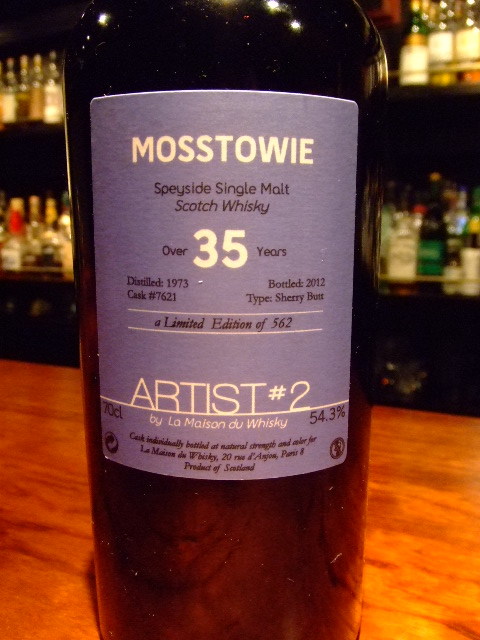 MOSSTOWIE
Speyside Single Malt
Scotch Whisky
Over 35 Years
Distilled: 1973 Bottled: 2012
Cask #7621 Type: Sherry Butt
a Limited Edition of 562
ARTIST #2
70cl by La Maison du Whisky 54.3%
Cask individually bottled at natural strength and color for
La Maison du Whisky, 20 rue d'Anjou, Paris 8
Product of Scotland